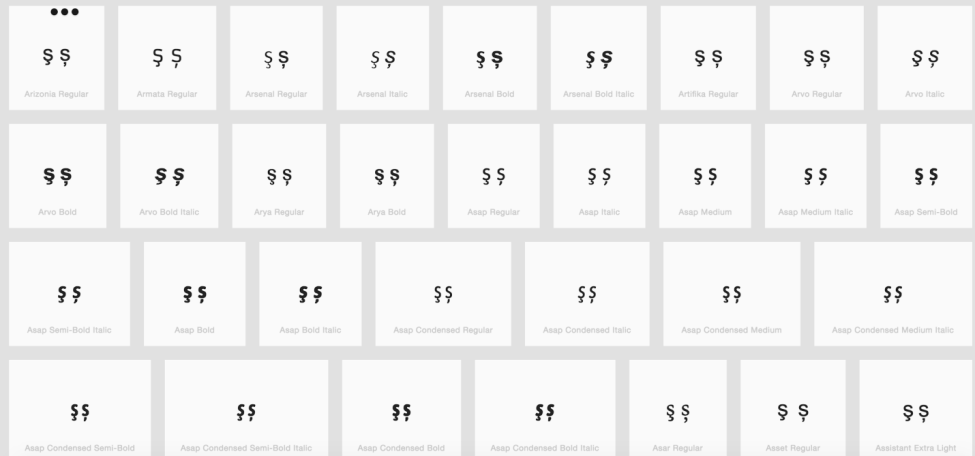 Ş Ș Ş Ș Ş Ș Ş Ș Ş Ș Ş Ș Ş Ș Ş Ș Ş Ș
Arizonia Regular Armata Regular Arsenal Regular Arsenal Italic Arsenal Bold Arsenal Bold Italic Artifika Regular Arvo Regular Arvo Italic
Ş Ș Ş Ș Ş Ș Ş Ș Ş Ș Ş Ș Ş Ș Ş Ș Ş Ș
Arvo Bold Arvo Bold Italic Arya Regular Arya Bold Asap Regular Asap Italic Asap Medium Asap Medium Italic Asap Semi-Bold
Ş Ș Ş Ș Ş Ș Ş Ș Ş Ș Ş Ș Ş Ș
Asap Semi-Bold Italic Asap Bold Asap Bold Italic Asap Condensed Regular Asap Condensed Italic Asap Condensed Medium Asap Condensed Medium Italic
Ş Ș Ş Ș Ş Ș Ş Ș Ş Ș Ş Ș Ş Ș
Asap Condensed Semi-Bold Asap Condensed Semi-Bold Italic Asap Condensed Bold Asap Condensed Bold Italic Asar Regular Asset Regular Assistant Extra Light